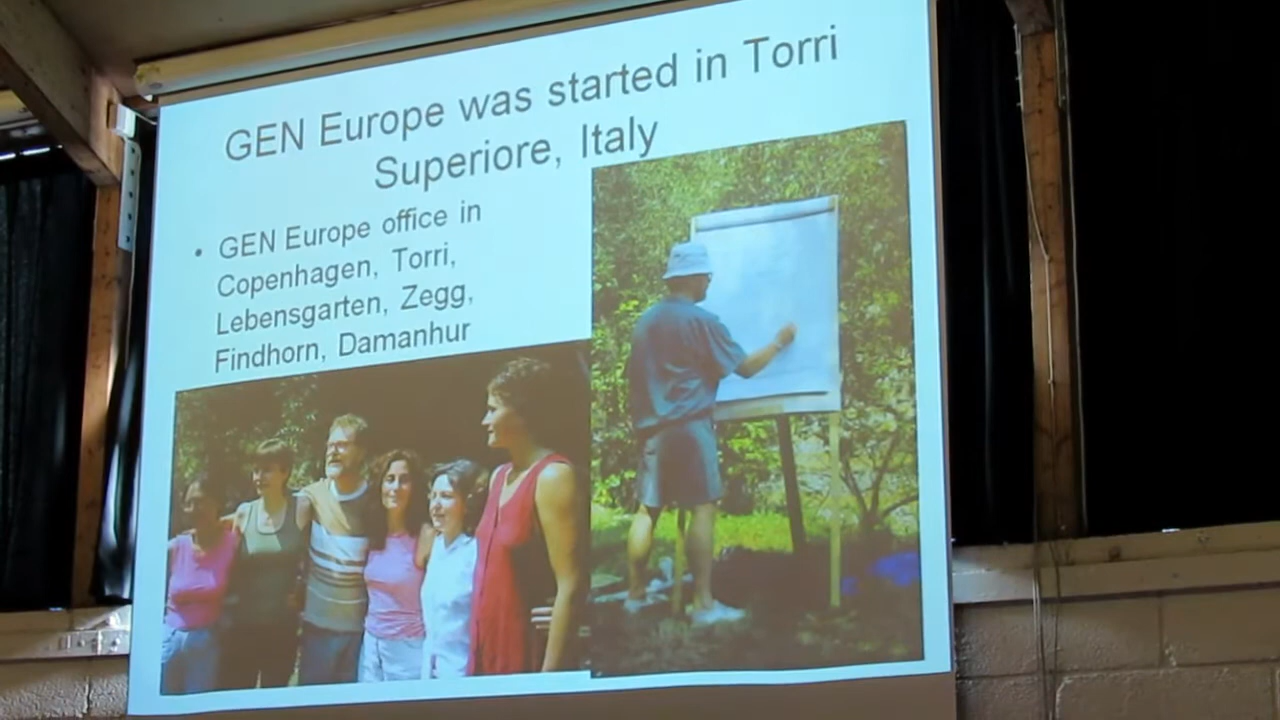 GEN Europe was started in Torri
Superiore, Italy
• GEN Europe office in
Copenhagen, Torri,
Lebensgarten, Zegg,
Findhorn, Damanhur